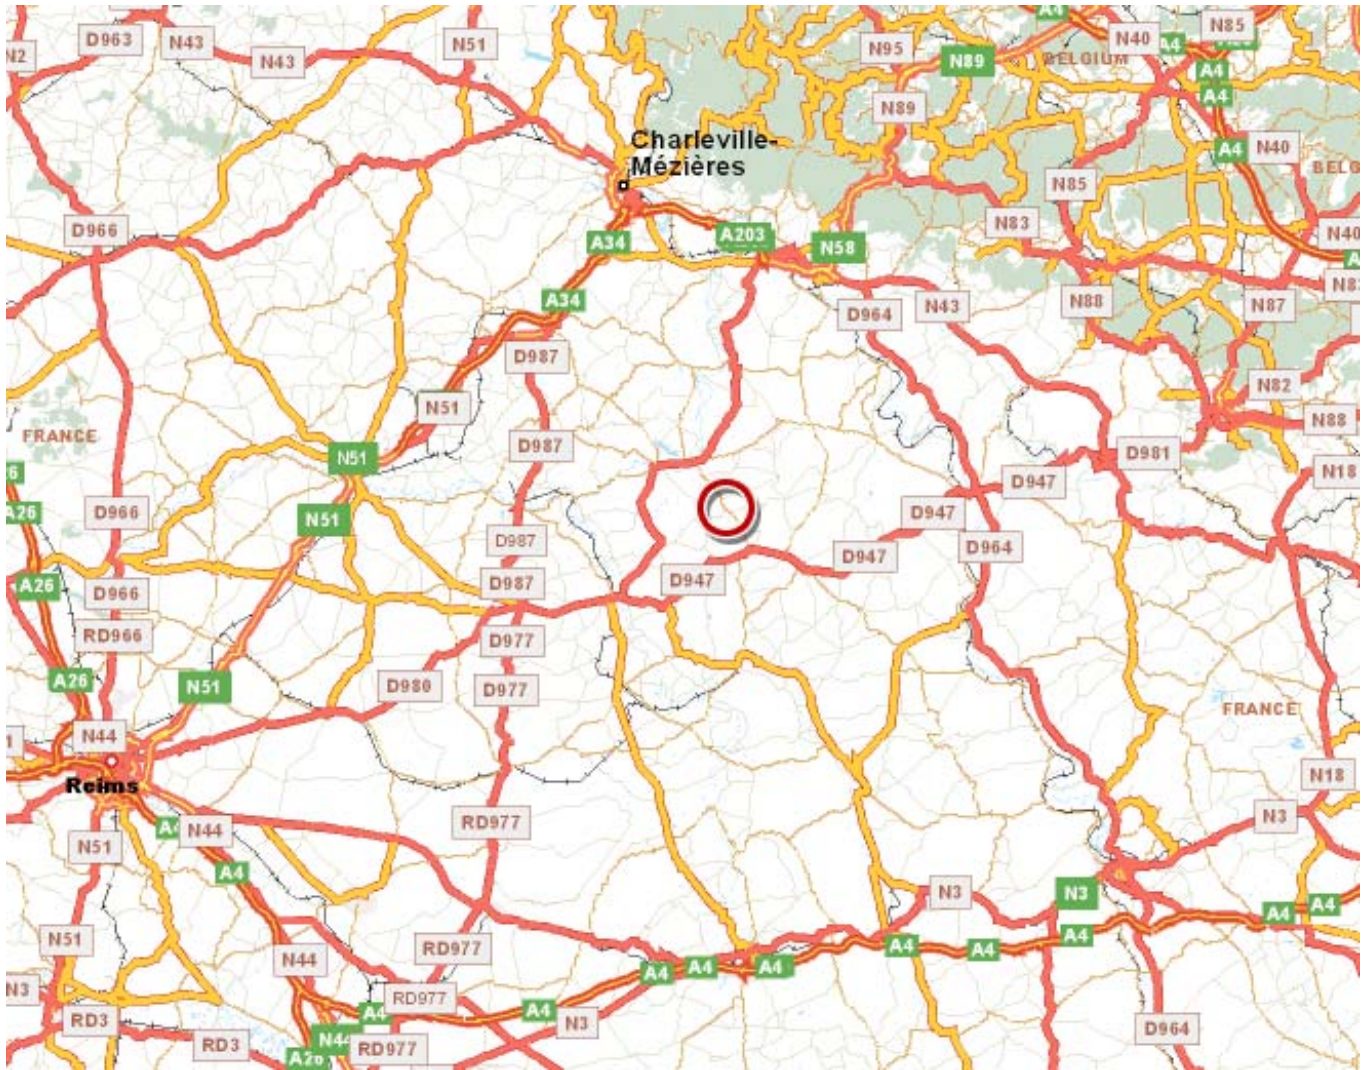 A4
N85
D963
N43
N51
N40
A4
N2
N43
N95
N89
BELGIUM
A4
A4
N89
Charleville-
Mézières
A4
N40
N85
D966
A34
A203
N58
N83
N40
A34
D964
N43
N88
N87
D987
N51
N82
FRANCE
D987
N88
N51
D981
N18
D947
A26
D966
N51
D947
D987
D947
D964
A26
D987
D947
D966
RD966
D977
A26
D980
N51
D977
FRANCE
N44
Reims
N18
N3
A4
N44
RD977
N51
A4
N3
N3
A4
A4
N51
RD977
A4
N44
A4
A4
A4
A4
A4
N3
RD977
A4
A4
RD3
N3
D964
RD3
N44
RD977
A26